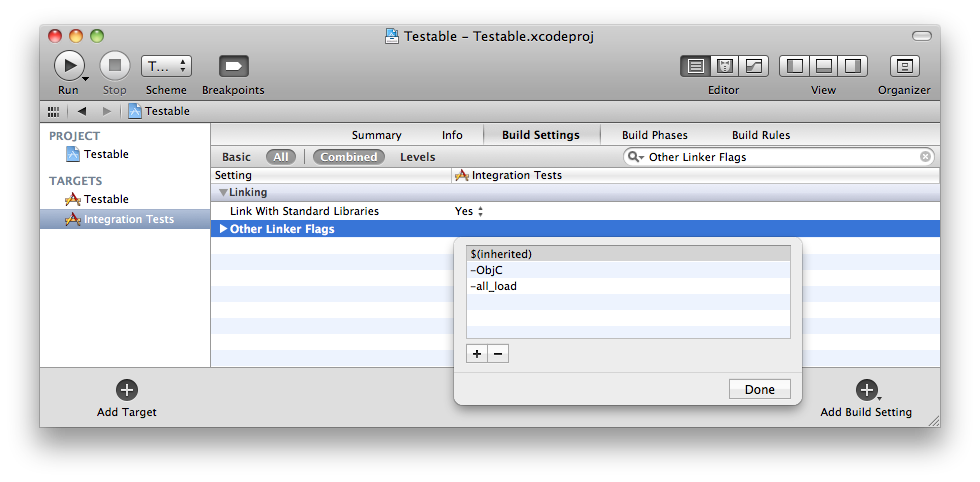 Testable – Testable.xcodeproj
T...
Run Stop Scheme Breakpoints Editor View Organizer
Testable
PROJECT
Testable
TARGETS
Testable
Integration Tests
Summary Info Build Settings Build Phases Build Rules
Basic All Combined Levels Other Linker Flags
Setting Integration Tests
Linking
Link With Standard Libraries Yes
Other Linker Flags
$(inherited)
-ObjC
-all_load
Done
Add Target Add Build Setting